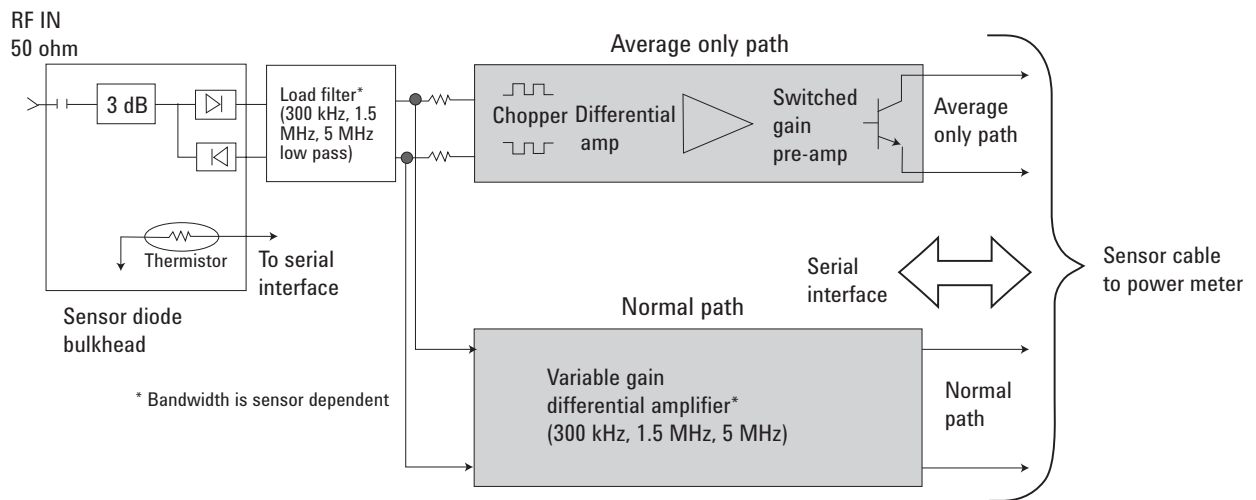 RF IN
50 ohm
3 dB
Load filter*
(300 kHz, 1.5
MHz, 5 MHz
low pass)
Thermistor
To serial
interface
Sensor diode
bulkhead
* Bandwidth is sensor dependent
Average only path
Chopper
Differential
amp
Switched
gain
pre-amp
Average
only path
Serial
interface
Sensor cable
to power meter
Normal path
Variable gain
differential amplifier*
(300 kHz, 1.5 MHz, 5 MHz)
Normal
path